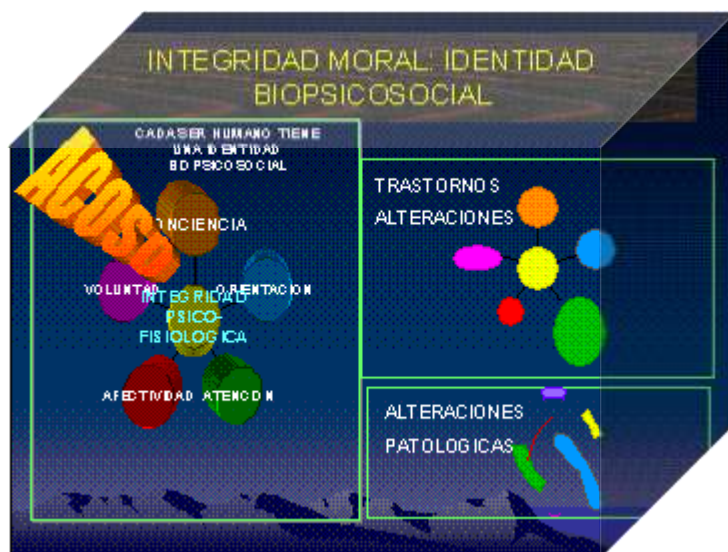 INTEGRIDAD MORAL: IDENTIDAD
BIOPSICOSOCIAL
CADA SER HUMANO TIENE
UNA IDENTIDAD
BIOPSICOSOCIAL
ACOSO
CONCIENCIA
VOLUNTAD
ORIENTACION
INTEGRIDAD
PSICO-
FISIOLOGICA
AFECTIVIDAD
ATENCION
TRASTORNOS
ALTERACIONES
ALTERACIONES
PATOLOGICAS